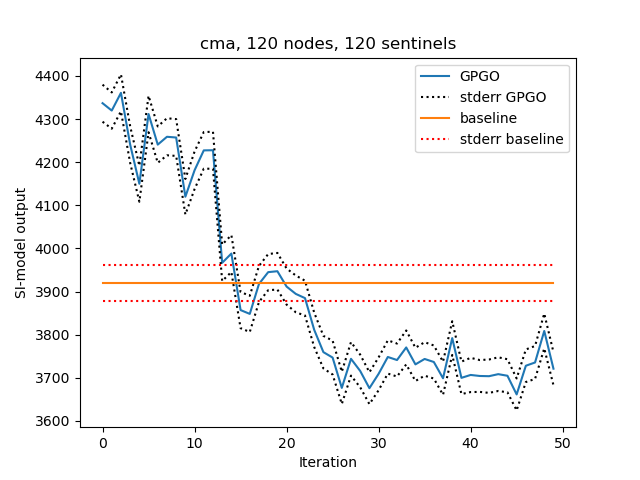 cma, 120 nodes, 120 sentinels
SI-model output
4400
4300
4200
4100
4000
3900
3800
3700
3600
GPGO
stderr GPGO
baseline
stderr baseline
0 10 20 30 40 50
Iteration